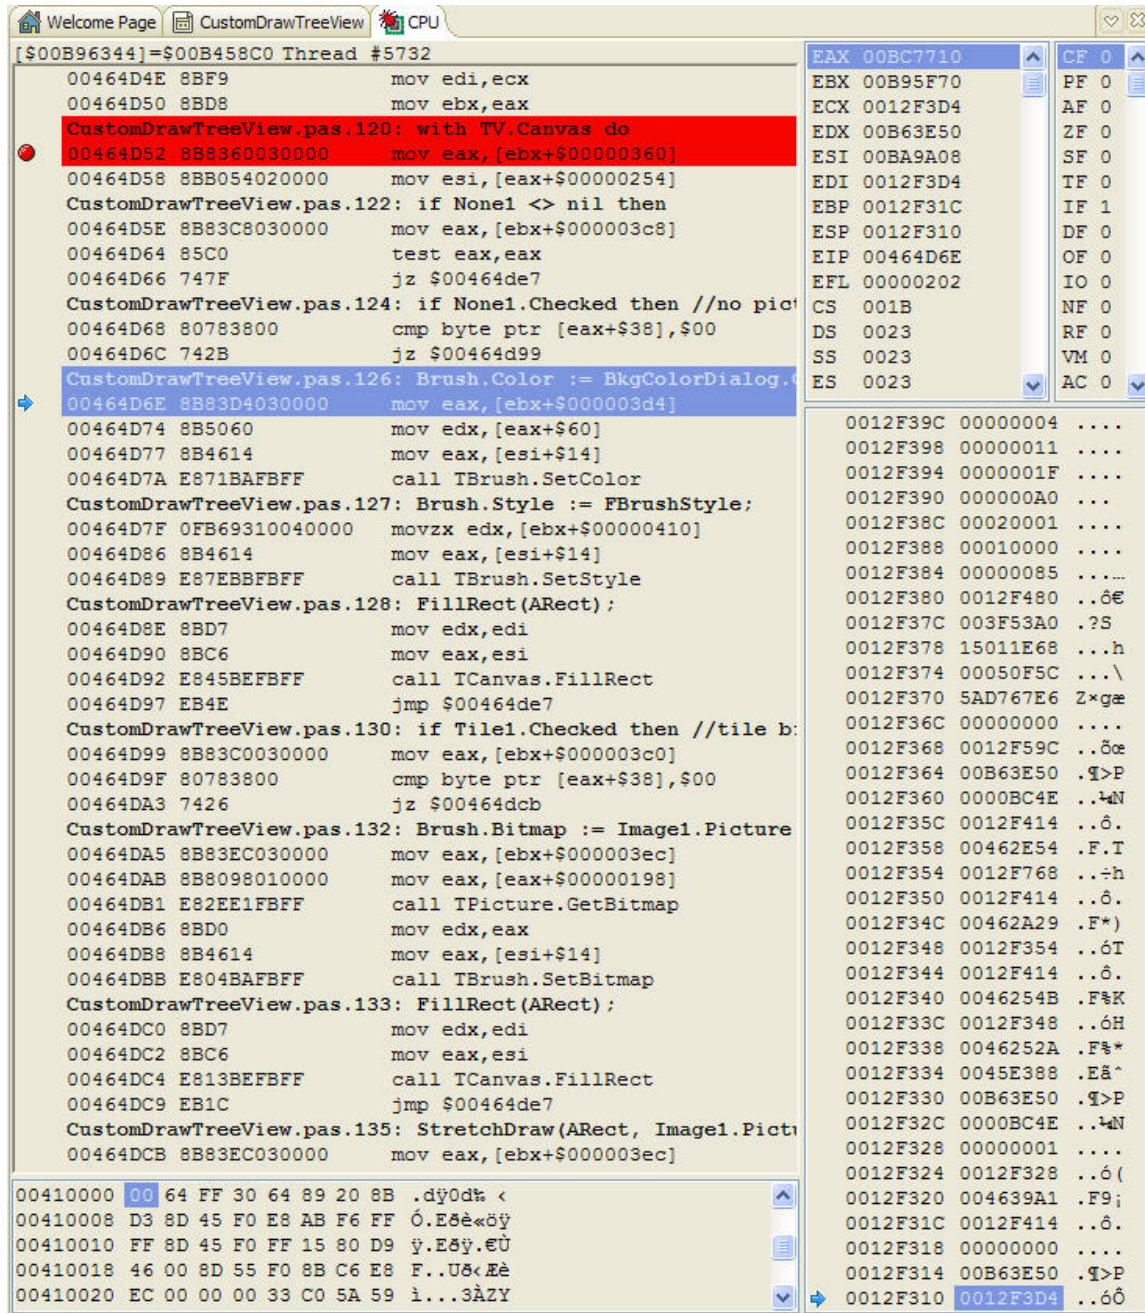 Welcome Page CustomDrawTreeView CPU
[$00B96344]=$00B458C0 Thread #5732
00464D4E 8BF9 mov edi,ecx
00464D50 8BD8 mov ebx,eax
CustomDrawTreeView.pas.120: with TV.Canvas do
00464D52 8B8360030000 mov eax,[ebx+$00000360]
00464D58 8BB054020000 mov esi,[eax+$00000254]
CustomDrawTreeView.pas.122: if None1 <> nil then
00464D5E 8B83C8030000 mov eax,[ebx+$000003c8]
00464D64 85C0 test eax,eax
00464D66 747F jz $00464de7
CustomDrawTreeView.pas.124: if None1.Checked then //no pict
00464D68 80783800 cmp byte ptr [eax+$38],$00
00464D6C 742B jz $00464d99
CustomDrawTreeView.pas.126: Brush.Color := BkgColorDialog.C
00464D6E 8B83D4030000 mov eax,[ebx+$000003d4]
00464D74 8B5060 mov edx,[eax+$60]
00464D77 8B4614 mov eax,[esi+$14]
00464D7A E871BAFBFF call TBrush.SetColor
CustomDrawTreeView.pas.127: Brush.Style := FBrushStyle;
00464D7F 0FB69310040000 movzx edx,[ebx+$00000410]
00464D86 8B4614 mov eax,[esi+$14]
00464D89 E87EBBFBFF call TBrush.SetStyle
CustomDrawTreeView.pas.128: FillRect(ARect);
00464D8E 8BD7 mov edx,edi
00464D90 8BC6 mov eax,esi
00464D92 E845BEFBFF call TCanvas.FillRect
00464D97 EB4E jmp $00464de7
CustomDrawTreeView.pas.130: if Tile1.Checked then //tile bi
00464D99 8B83C0030000 mov eax,[ebx+$000003c0]
00464D9F 80783800 cmp byte ptr [eax+$38],$00
00464DA3 7426 jz $00464dcb
CustomDrawTreeView.pas.132: Brush.Bitmap := Image1.Picture
00464DA5 8B83EC030000 mov eax,[ebx+$000003ec]
00464DAB 8B8098010000 mov eax,[eax+$00000198]
00464DB1 E82EE1FBFF call TPicture.GetBitmap
00464DB6 8BD0 mov edx,eax
00464DB8 8B4614 mov eax,[esi+$14]
00464DBB E804BAFBFF call TBrush.SetBitmap
CustomDrawTreeView.pas.133: FillRect(ARect);
00464DC0 8BD7 mov edx,edi
00464DC2 8BC6 mov eax,esi
00464DC4 E813BEFBFF call TCanvas.FillRect
00464DC9 EB1C jmp $00464de7
CustomDrawTreeView.pas.135: StretchDraw(ARect, Image1.Pictu
00464DCB 8B83EC030000 mov eax,[ebx+$000003ec]
00410000 00 64 FF 30 64 89 20 8B .dÿ0d‰ <
00410008 D3 8D 45 F0 E8 AB F6 FF Ó.Eðè«öÿ
00410010 FF 8D 45 F0 FF 15 80 D9 ÿ.Eðÿ.€Ù
00410018 46 00 8D 55 F0 8B C6 E8 F..Uð‹Æè
00410020 EC 00 00 00 33 C0 5A 59 ì...3ÀZY
EAX 00BC7710
EBX 00B95F70
ECX 0012F3D4
EDX 00B63E50
ESI 00BA9A08
EDI 0012F3D4
EBP 0012F31C
ESP 0012F310
EIP 00464D6E
EFL 00000202
CS 001B
DS 0023
SS 0023
ES 0023
CF 0
PF 0
AF 0
ZF 0
SF 0
TF 0
IF 1
DF 0
OF 0
IO 0
NF 0
RF 0
VM 0
AC 0
0012F39C 00000004 ....
0012F398 00000011 ....
0012F394 0000001F ....
0012F390 000000A0 ...
0012F38C 00020001 ....
0012F388 00010000 ....
0012F384 00000085 ...…
0012F380 0012F480 ..ô€
0012F37C 003F53A0 .?S
0012F378 15011E68 ...h
0012F374 00050F5C ...\
0012F370 5AD767E6 Z×gæ
0012F36C 00000000 ....
0012F368 0012F59C ..õœ
0012F364 00B63E50 .¶>P
0012F360 0000BC4E ..¼N
0012F35C 0012F414 ..ô.
0012F358 00462E54 .F.T
0012F354 0012F768 ..÷h
0012F350 0012F414 ..ô.
0012F34C 00462A29 .F*)
0012F348 0012F354 ..óT
0012F344 0012F414 ..ô.
0012F340 0046254B .F%K
0012F33C 0012F348 ..óH
0012F338 0046252A .F%*
0012F334 0045E388 .Eãˆ
0012F330 00B63E50 .¶>P
0012F32C 0000BC4E ..¼N
0012F328 00000001 ....
0012F324 0012F328 ..ó(
0012F320 004639A1 .F9¡
0012F31C 0012F414 ..ô.
0012F318 00000000 ....
0012F314 00B63E50 .¶>P
0012F310 0012F3D4 ..óÔ